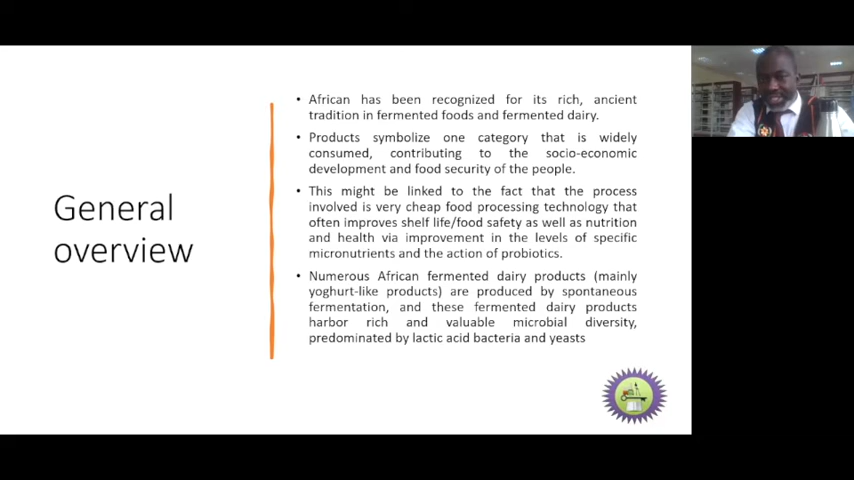 General
overview
• African has been recognized for its rich, ancient
tradition in fermented foods and fermented dairy.
• Products symbolize one category that is widely
consumed, contributing to the socio-economic
development and food security of the people.
• This might be linked to the fact that the process
involved is very cheap food processing technology that
often improves shelf life/food safety as well as nutrition
and health via improvement in the levels of specific
micronutrients and the action of probiotics.
• Numerous African fermented dairy products (mainly
yoghurt-like products) are produced by spontaneous
fermentation, and these fermented dairy products
harbor rich and valuable microbial diversity,
predominated by lactic acid bacteria and yeasts